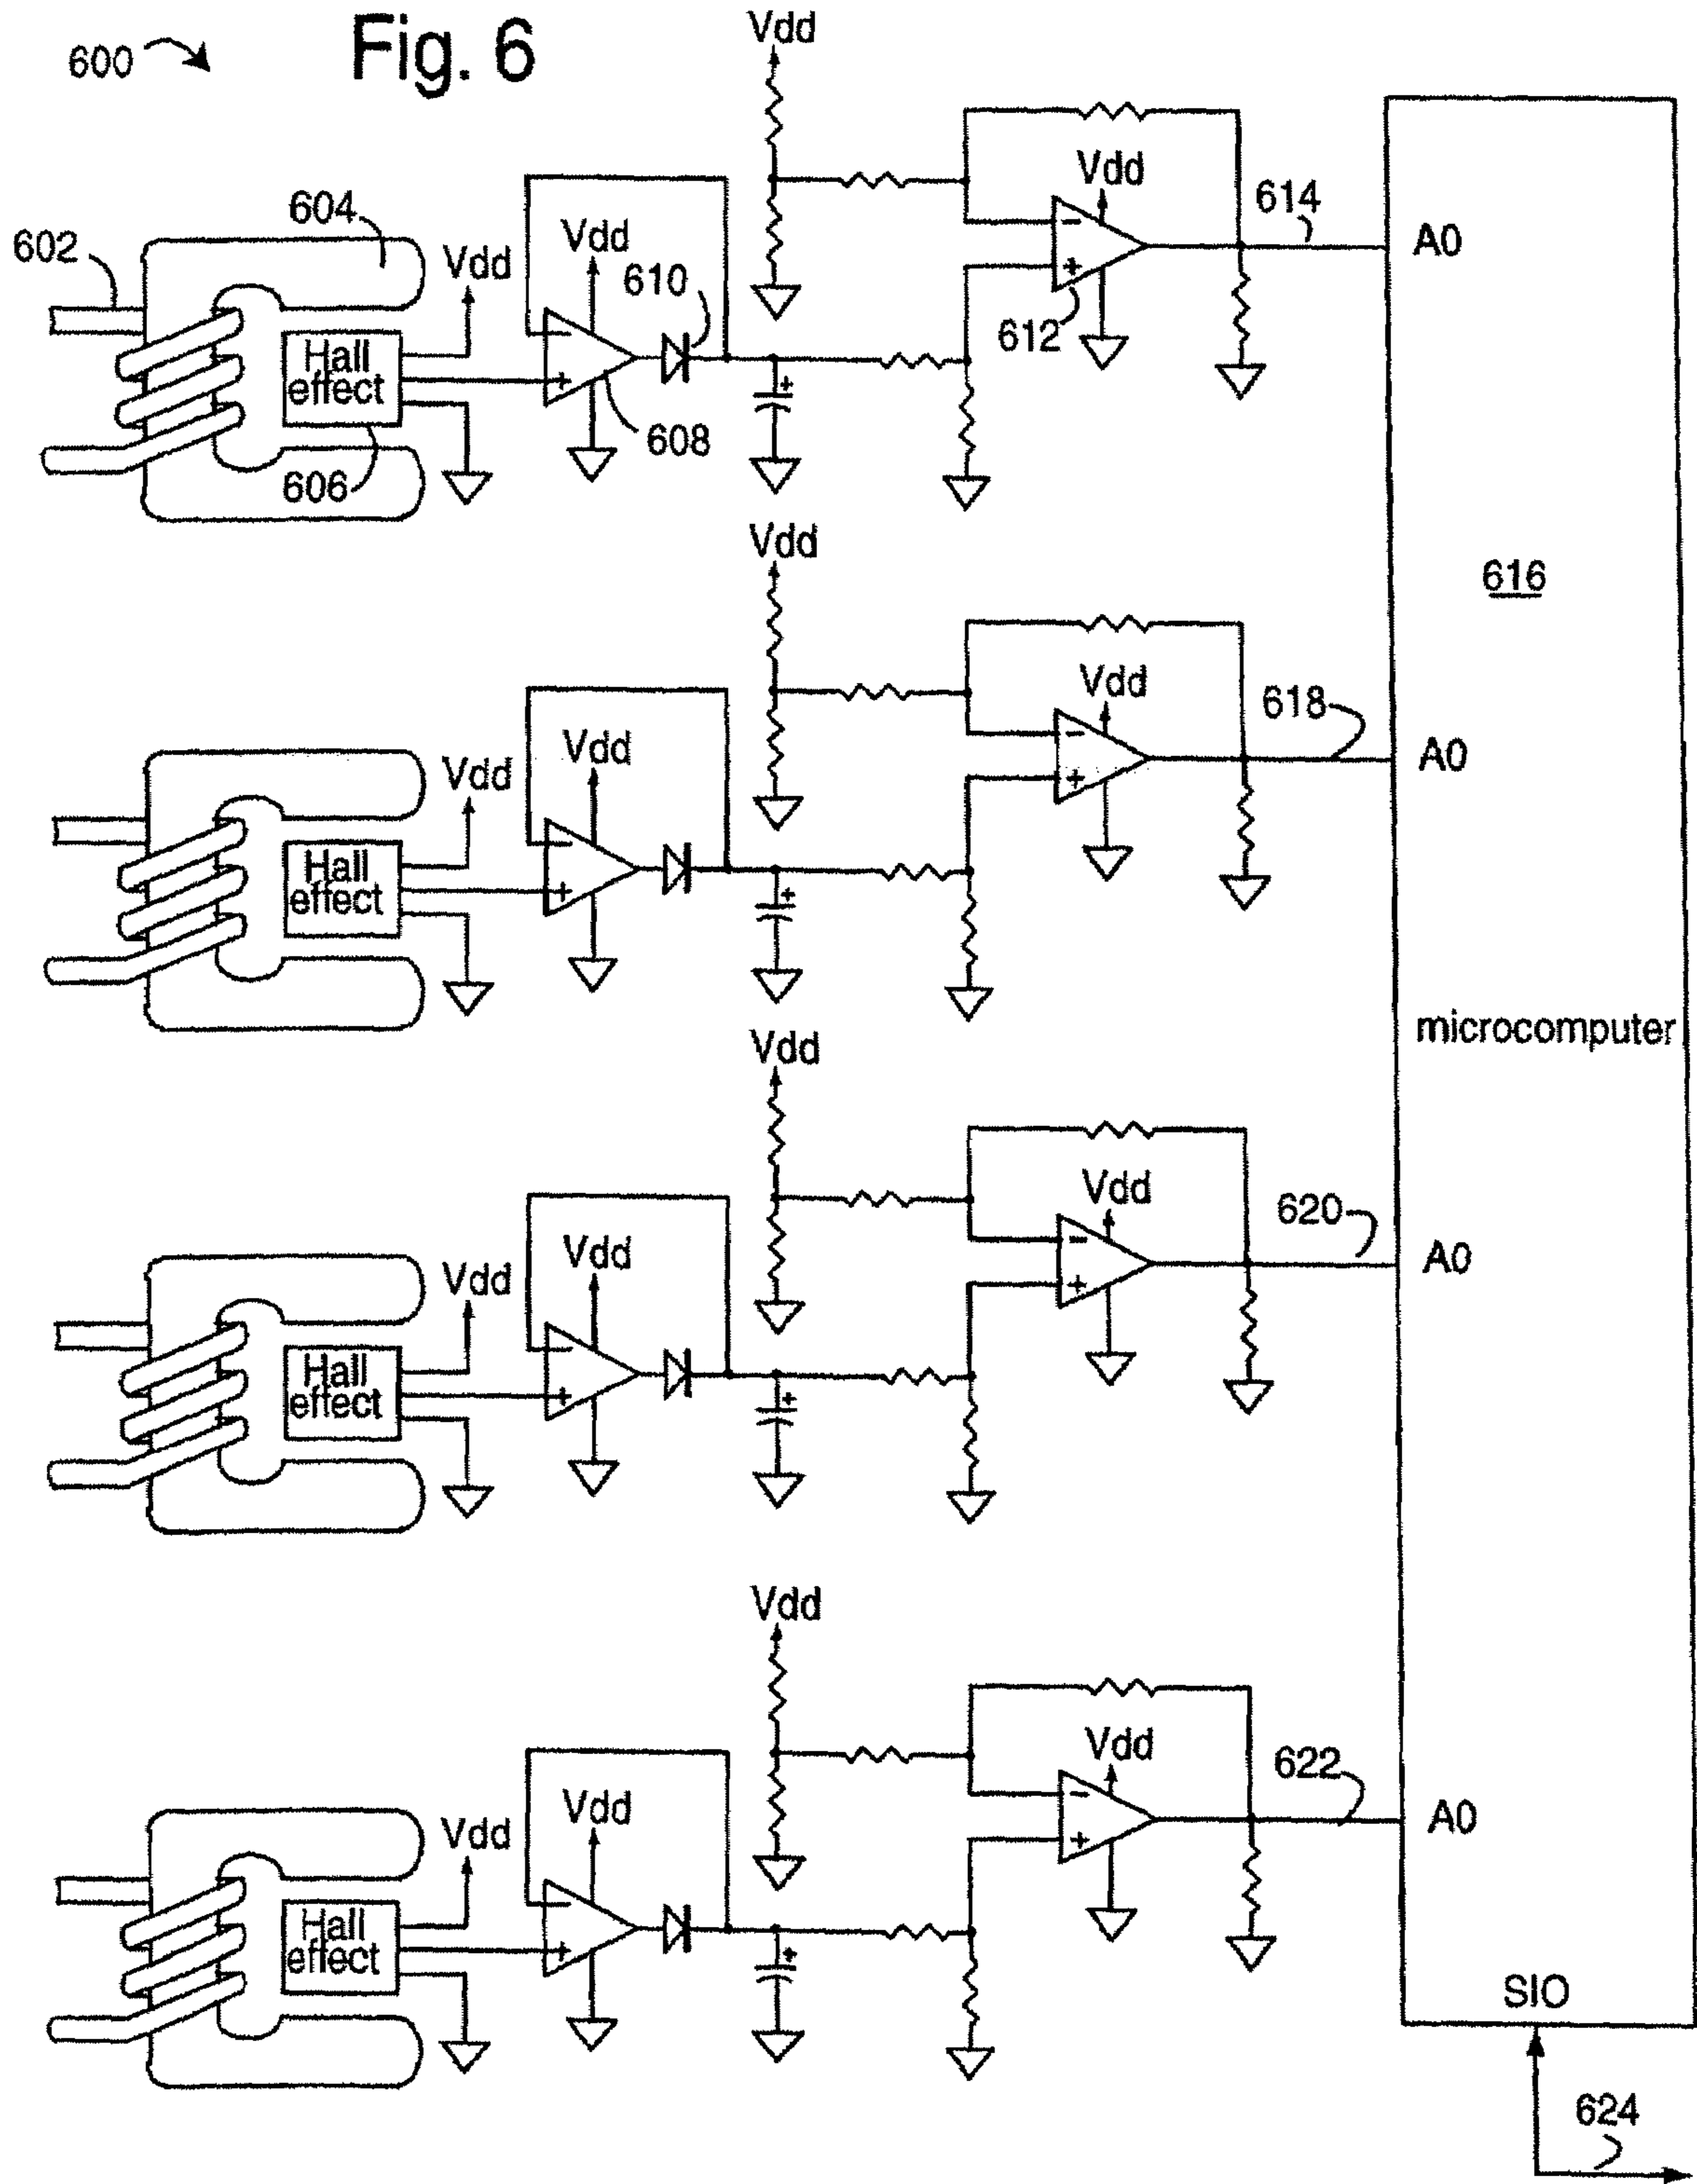 600
Fig. 6
Vdd
602
604
Vdd
Vdd
610
Vdd
614
A0
Hall effect
+
-
+
-
+
612
606
608
616
Vdd
Vdd
Vdd
Vdd
618
A0
Hall effect
-
+
+
-
+
microcomputer
Vdd
Vdd
Vdd
Vdd
620
A0
Hall effect
-
+
+
-
+
Vdd
Vdd
Vdd
Vdd
622
A0
Hall effect
-
+
+
-
+
SIO
624